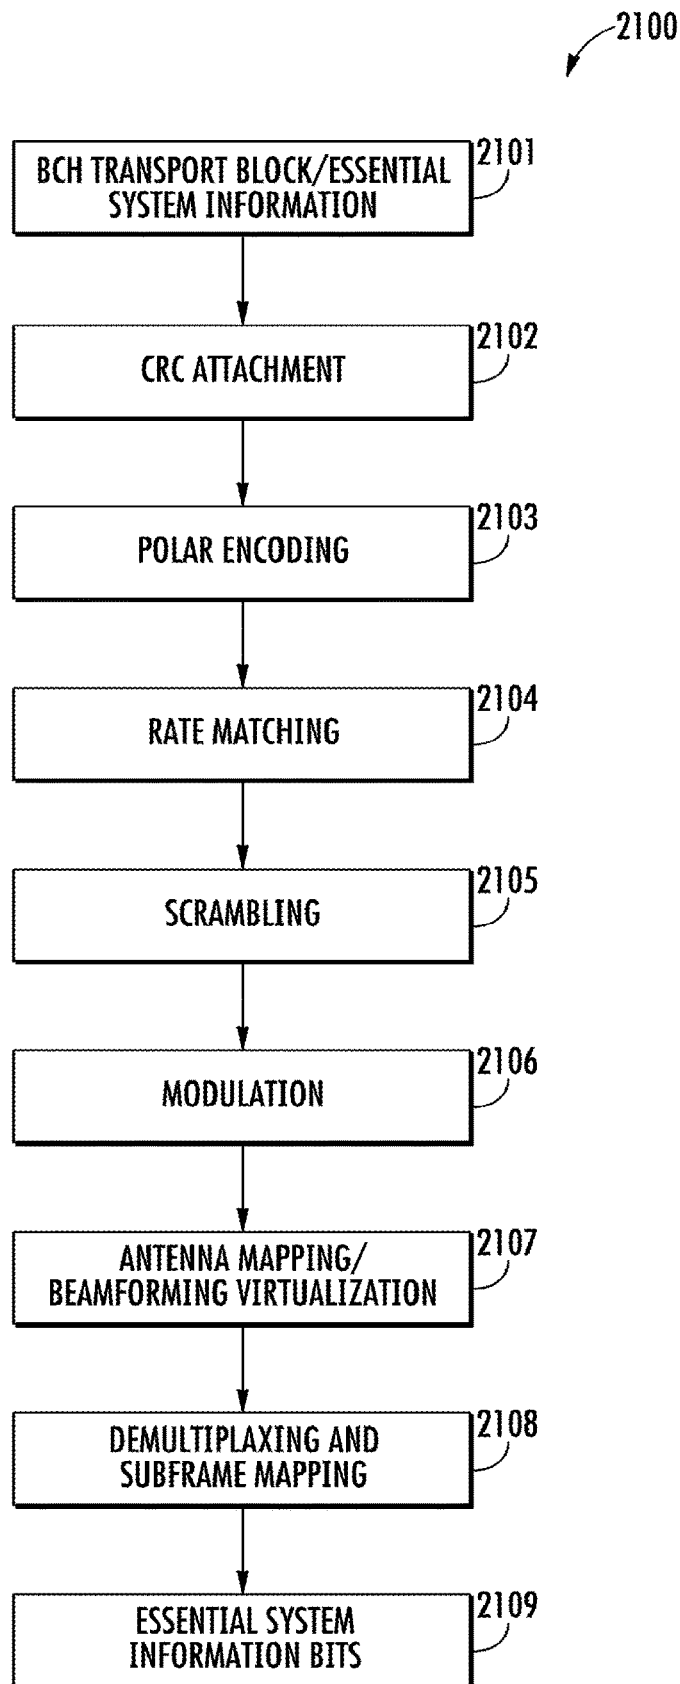 2100
2101
BCH TRANSPORT BLOCK/ESSENTIAL
SYSTEM INFORMATION
2102
CRC ATTACHMENT
2103
POLAR ENCODING
2104
RATE MATCHING
2105
SCRAMBLING
2106
MODULATION
2107
ANTENNA MAPPING/
BEAMFORMING VIRTUALIZATION
2108
DEMULTIPLAXING AND
SUBFRAME MAPPING
2109
ESSENTIAL SYSTEM
INFORMATION BITS